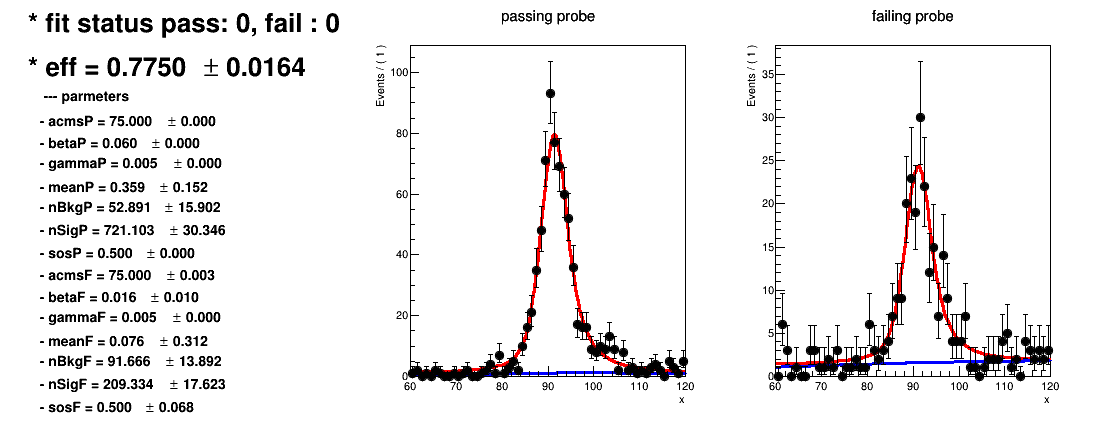 * fit status pass: 0, fail : 0
* eff = 0.7750 ± 0.0164
--- parmeters
- acmsP = 75.000 ± 0.000
- betaP = 0.060 ± 0.000
- gammaP = 0.005 ± 0.000
- meanP = 0.359 ± 0.152
- nBkgP = 52.891 ± 15.902
- nSigP = 721.103 ± 30.346
- sosP = 0.500 ± 0.000
- acmsF = 75.000 ± 0.003
- betaF = 0.016 ± 0.010
- gammaF = 0.005 ± 0.000
- meanF = 0.076 ± 0.312
- nBkgF = 91.666 ± 13.892
- nSigF = 209.334 ± 17.623
- sosF = 0.500 ± 0.068
passing probe
Events / ( 1 )
100
80
60
40
20
0
60 70 80 90 100 110 120
x
failing probe
Events / ( 1 )
35
30
25
20
15
10
5
0
60 70 80 90 100 110 120
x